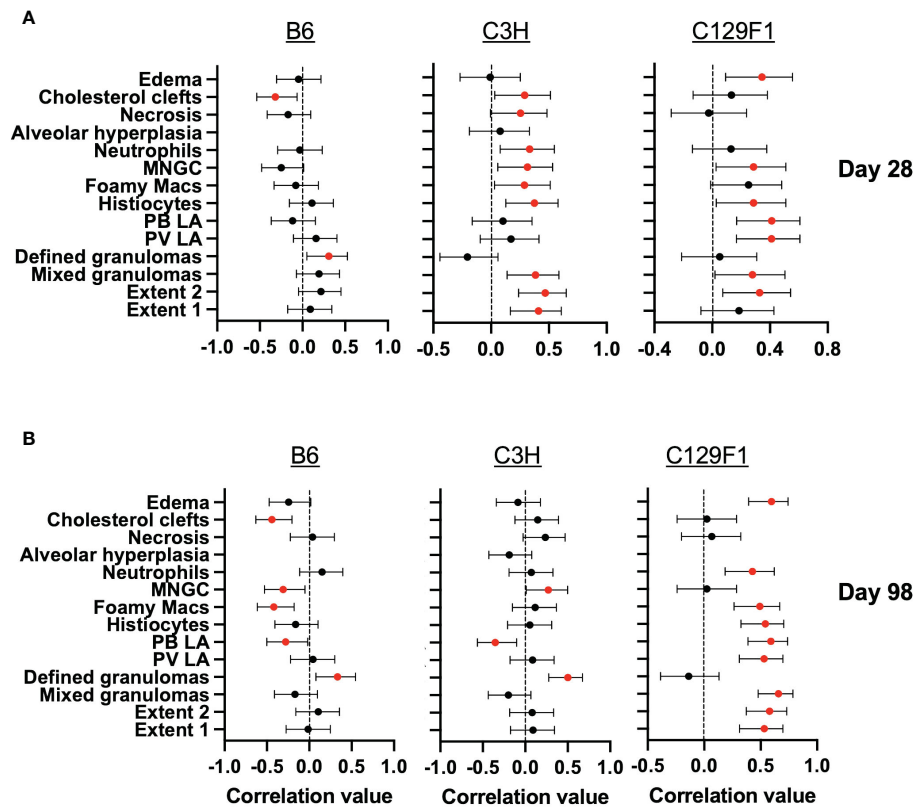 A
B6 C3H C129F1
Edema
Cholesterol clefts
Necrosis
Alveolar hyperplasia
Neutrophils
MNGC
Foamy Macs
Histiocytes
PB LA
PV LA
Defined granulomas
Mixed granulomas
Extent 2
Extent 1
Day 28
-1.0 -0.5 0.0 0.5 1.0 -0.5 0.0 0.5 1.0 -0.4 0.0 0.4 0.8
B
B6 C3H C129F1
Edema
Cholesterol clefts
Necrosis
Alveolar hyperplasia
Neutrophils
MNGC
Foamy Macs
Histiocytes
PB LA
PV LA
Defined granulomas
Mixed granulomas
Extent 2
Extent 1
Day 98
-1.0 -0.5 0.0 0.5 1.0 -1.0 -0.5 0.0 0.5 1.0 -0.5 0.0 0.5 1.0
Correlation value Correlation value Correlation value